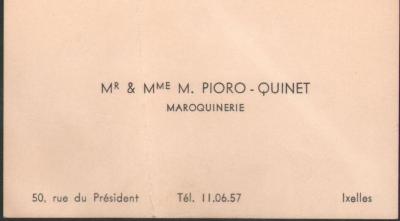 Mr & Mme M. PIORO-QUINET
MAROQUINERIE
50, rue du Président Tél. 11.06.57 Ixelles